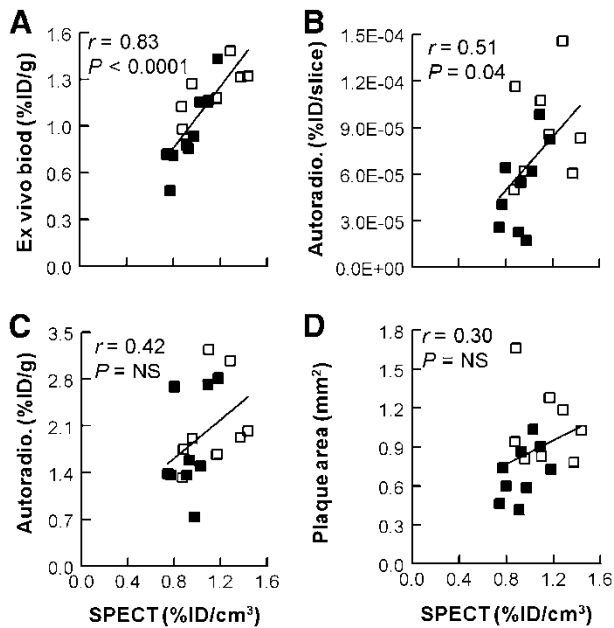 A
Ex vivo biod (%ID/g)
1.6
1.3
1.0
0.6
0.3
0.0
r = 0.83
P < 0.0001
B
Autoradio. (%ID/slice)
1.5E-04
1.2E-04
9.0E-05
6.0E-05
3.0E-05
0.0E+00
r = 0.51
P = 0.04
C
Autoradio. (%ID/g)
3.5
2.8
2.1
1.4
0.7
0.0
r = 0.42
P = NS
0.0 0.4 0.8 1.2 1.6
SPECT (%ID/cm³)
D
Plaque area (mm²)
1.8
1.5
1.2
0.9
0.6
0.3
0.0
r = 0.30
P = NS
0.0 0.4 0.8 1.2 1.6
SPECT (%ID/cm³)